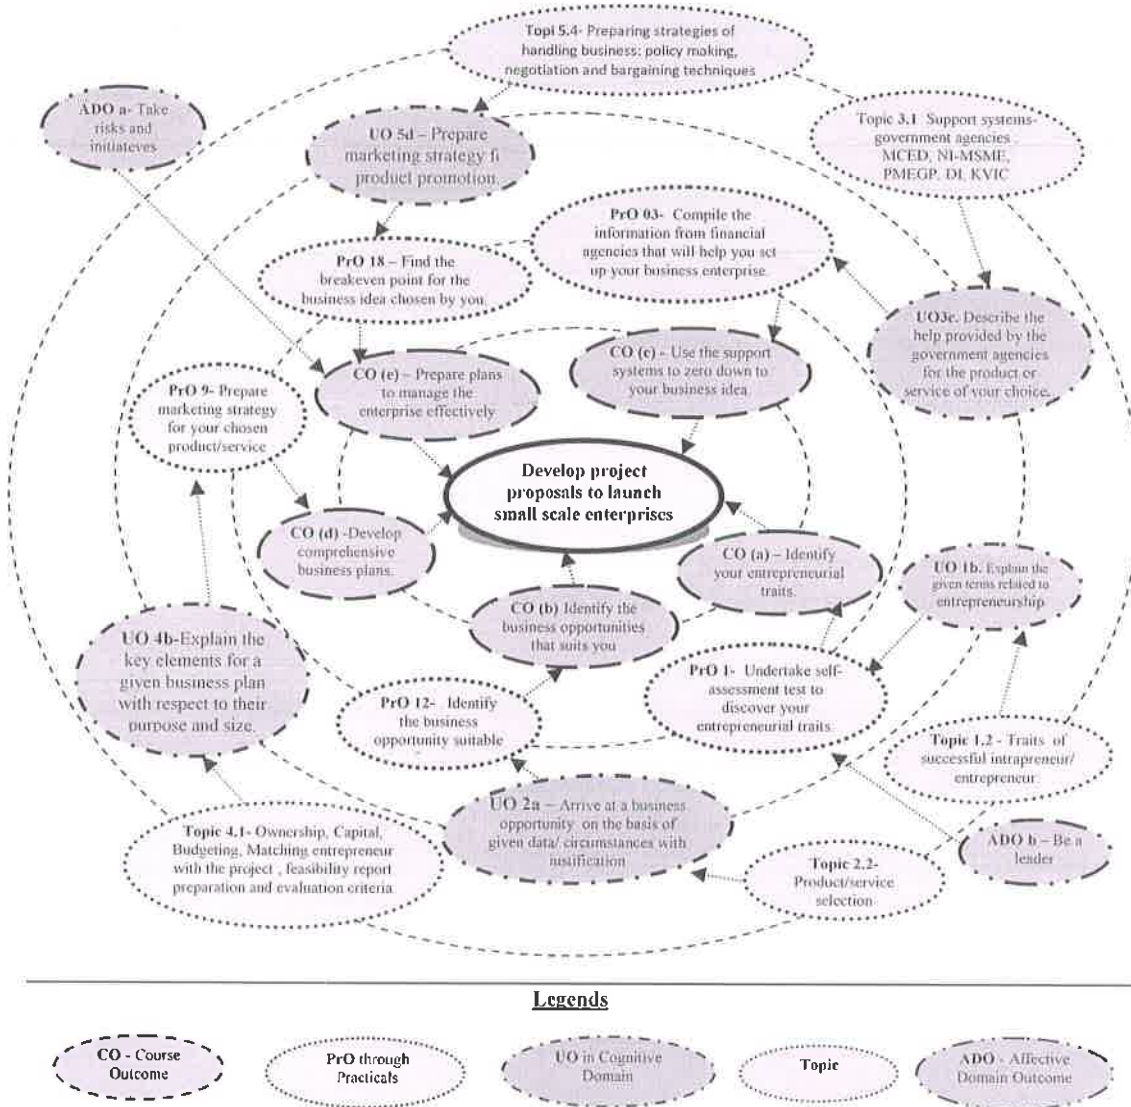 Topi 5.4- Preparing strategies of
handling business: policy making,
negotiation and bargaining techniques
ADO a- Take
risks and
initiateves
UO 5d – Prepare
marketing strategy fi
product promotion.
Topic 3.1 Support systems-
government agencies
MCED, NI-MSME,
PMEGP, DI, KVIC
PrO 03- Compile the
information from financial
agencies that will help you set
up your business enterprise.
PrO 18 – Find the
breakeven point for the
business idea chosen by you.
UO3c. Describe the
help provided by the
government agencies
for the product or
service of your choice.
CO (c) - Use the support
systems to zero down to
your business idea.
CO (e) – Prepare plans
to manage the
enterprise effectively
PrO 9- Prepare
marketing strategy
for your chosen
product/service
Develop project
proposals to launch
small scale enterprises
CO (d) -Develop
comprehensive
business plans.
CO (a) – Identify
your entrepreneurial
traits.
UO 1b. Explain the
given terms related to
entrepreneurship
CO (b) Identify the
business opportunities
that suits you
UO 4b-Explain the
key elements for a
given business plan
with respect to their
purpose and size.
PrO 1- Undertake self-
assessment test to
discover your
entrepreneurial traits
PrO 12- Identify
the business
opportunity suitable
Topic 1.2 - Traits of
successful intrapreneur/
entrepreneur
UO 2a – Arrive at a business
opportunity on the basis of
given data/ circumstances with
justification
Topic 4.1- Ownership, Capital,
Budgeting, Matching entrepreneur
with the project , feasibility report
preparation and evaluation criteria
ADO b – Be a
leader
Topic 2.2-
Product/service
selection
Legends
CO - Course
Outcome
PrO through
Practicals
UO in Cognitive
Domain
Topic
ADO - Affective
Domain Outcome